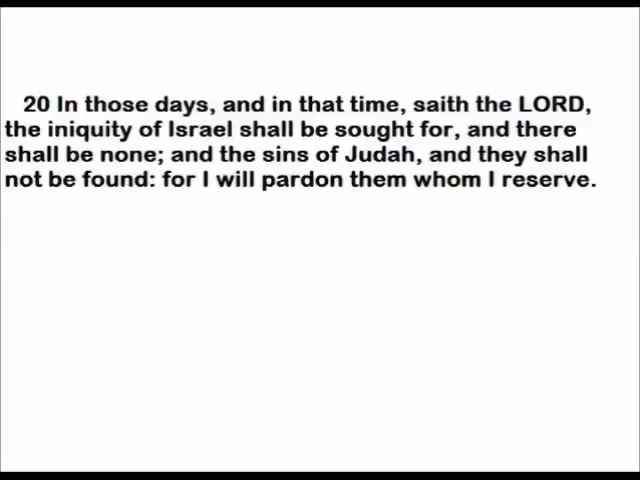 20 In those days, and in that time, saith the LORD,
the iniquity of Israel shall be sought for, and there
shall be none; and the sins of Judah, and they shall
not be found: for I will pardon them whom I reserve.